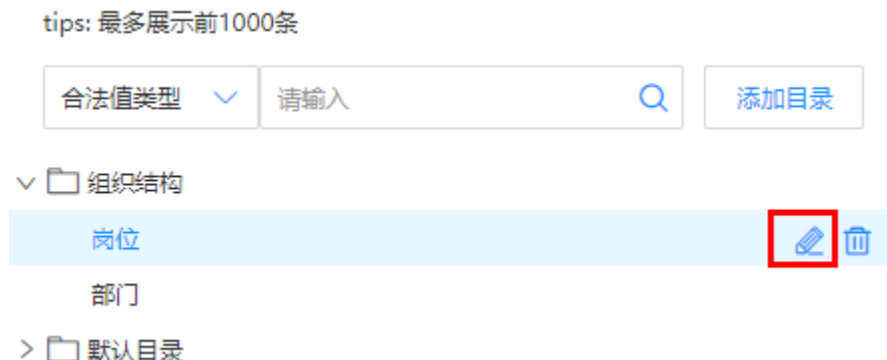 tips: 最多展示前1000条
合法值类型 请输入 添加目录
组织结构
岗位
部门
默认目录